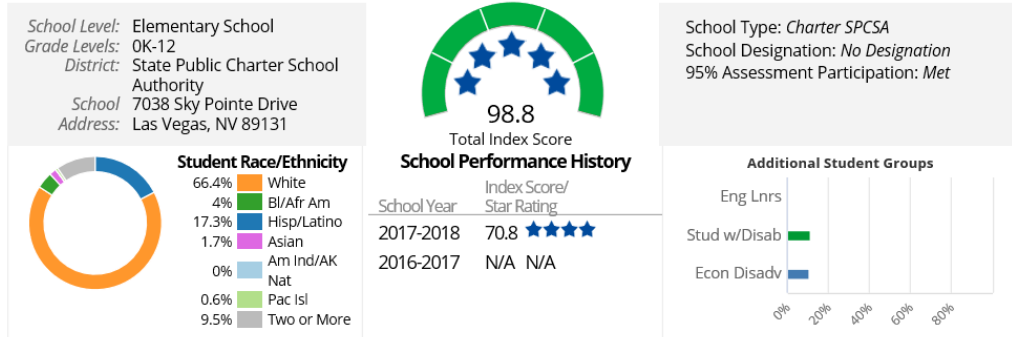 School Level: Elementary School
Grade Levels: 0K-12
District: State Public Charter School
Authority
School 7038 Sky Pointe Drive
Address: Las Vegas, NV 89131
98.8
Total Index Score
School Type: Charter SPCSA
School Designation: No Designation
95% Assessment Participation: Met
Student Race/Ethnicity
66.4% White
4% Bl/Afr Am
17.3% Hisp/Latino
1.7% Asian
0% Am Ind/AK
Nat
0.6% Pac Isl
9.5% Two or More
School Performance History
Index Score/
School Year Star Rating
2017-2018 70.8
2016-2017 N/A N/A
Additional Student Groups
Eng Lnrs
Stud w/Disab
Econ Disadv
0% 20% 40% 60% 80%